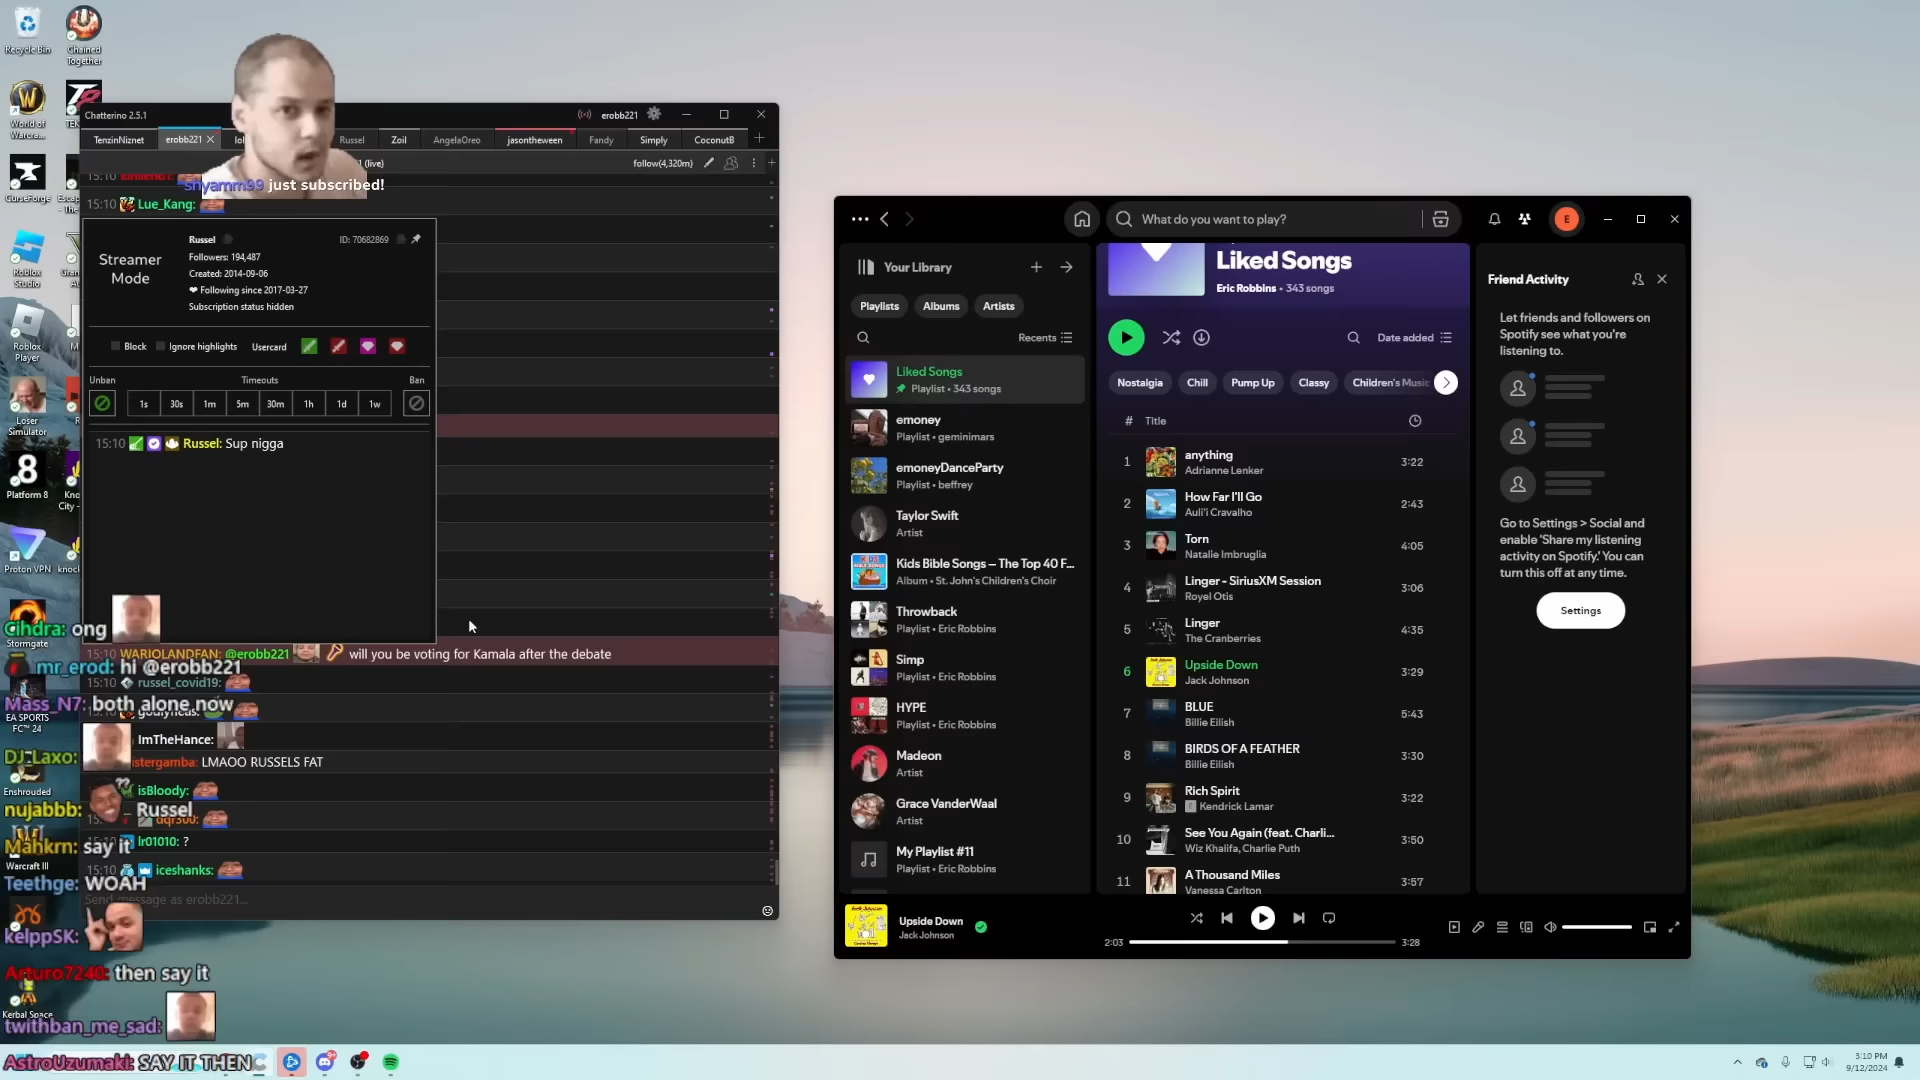 Recycle Bin
Chained Together
World of Warcra...
CurseForge
Roblox Studio
Roblox Player
Loser Simulator
Platform 8
Proton VPN
Stormgate
EA SPORTS FC™ 24
Enshrouded
Warcraft III
Kerbal Space
Chatterino 2.5.1
erobb221
TenzinNiznet
erobb221
Russel
Zoil
AngelaOreo
jasontheween
Fandy
Simply
CoconutB
(live)
follow(4,320m)
shyamm99 just subscribed!
15:10 Lue_Kang:
Streamer Mode
Russel
ID: 70682869
Followers: 194,487
Created: 2014-09-06
❤ Following since 2017-03-27
Subscription status hidden
Block
Ignore highlights
Usercard
Unban
Timeouts
Ban
1s 30s 1m 5m 30m 1h 1d 1w
15:10 Russel: Sup nigga
15:10 WARIOLANDFAN: @erobb221 will you be voting for Kamala after the debate
15:10 russel_covid19:
ImTheHance:
LMAOO RUSSELS FAT
isBloody:
dqr300:
lr01010: ?
15:10 iceshanks:
Send message as erobb221...
Cihdra: ong
mr_erod: hi @erobb221
Mass_N7: both alone now
DJ_Laxo:
nujabbb: Russel
Mahkrn: say it
Teethge: WOAH
kelppSK:
Arturo7240: then say it
twithban_me_sad:
AstroUzumaki: SAY IT THEN
What do you want to play?
E
Your Library
Playlists
Albums
Artists
Recents
Liked Songs
Playlist • 343 songs
emoney
Playlist • geminimars
emoneyDanceParty
Playlist • beffrey
Taylor Swift
Artist
Kids Bible Songs – The Top 40 F...
Album • St. John's Children's Choir
Throwback
Playlist • Eric Robbins
Simp
Playlist • Eric Robbins
HYPE
Playlist • Eric Robbins
Madeon
Artist
Grace VanderWaal
Artist
My Playlist #11
Playlist • Eric Robbins
Liked Songs
Eric Robbins • 343 songs
Date added
Nostalgia
Chill
Pump Up
Classy
Children's Music
# Title
1 anything 3:22
Adrianne Lenker
2 How Far I'll Go 2:43
Auli'i Cravalho
3 Torn 4:05
Natalie Imbruglia
4 Linger - SiriusXM Session 3:06
Royel Otis
5 Linger 4:35
The Cranberries
6 Upside Down 3:29
Jack Johnson
7 BLUE 5:43
Billie Eilish
8 BIRDS OF A FEATHER 3:30
Billie Eilish
9 Rich Spirit 3:22
E Kendrick Lamar
10 See You Again (feat. Charli... 3:50
Wiz Khalifa, Charlie Puth
11 A Thousand Miles 3:57
Vanessa Carlton
Friend Activity
Let friends and followers on
Spotify see what you're
listening to.
Go to Settings > Social and
enable 'Share my listening
activity on Spotify.' You can
turn this off at any time.
Settings
Upside Down
Jack Johnson
2:03
3:28
3:10 PM
9/12/2024